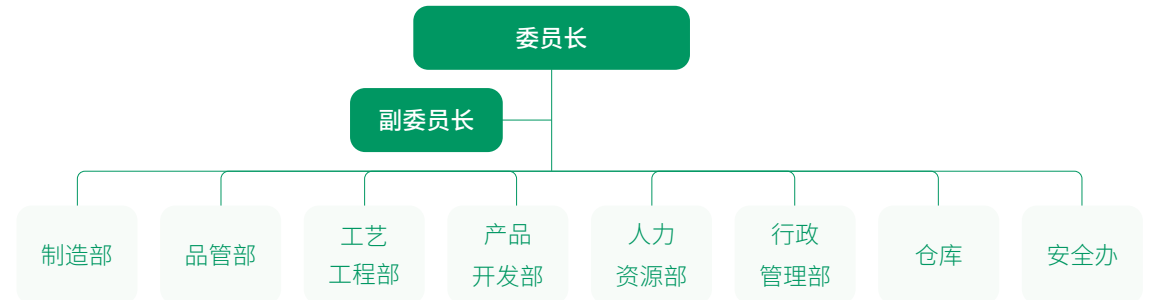 委员长
副委员长
制造部
品管部
工艺
工程部
产品
开发部
人力
资源部
行政
管理部
仓库
安全办